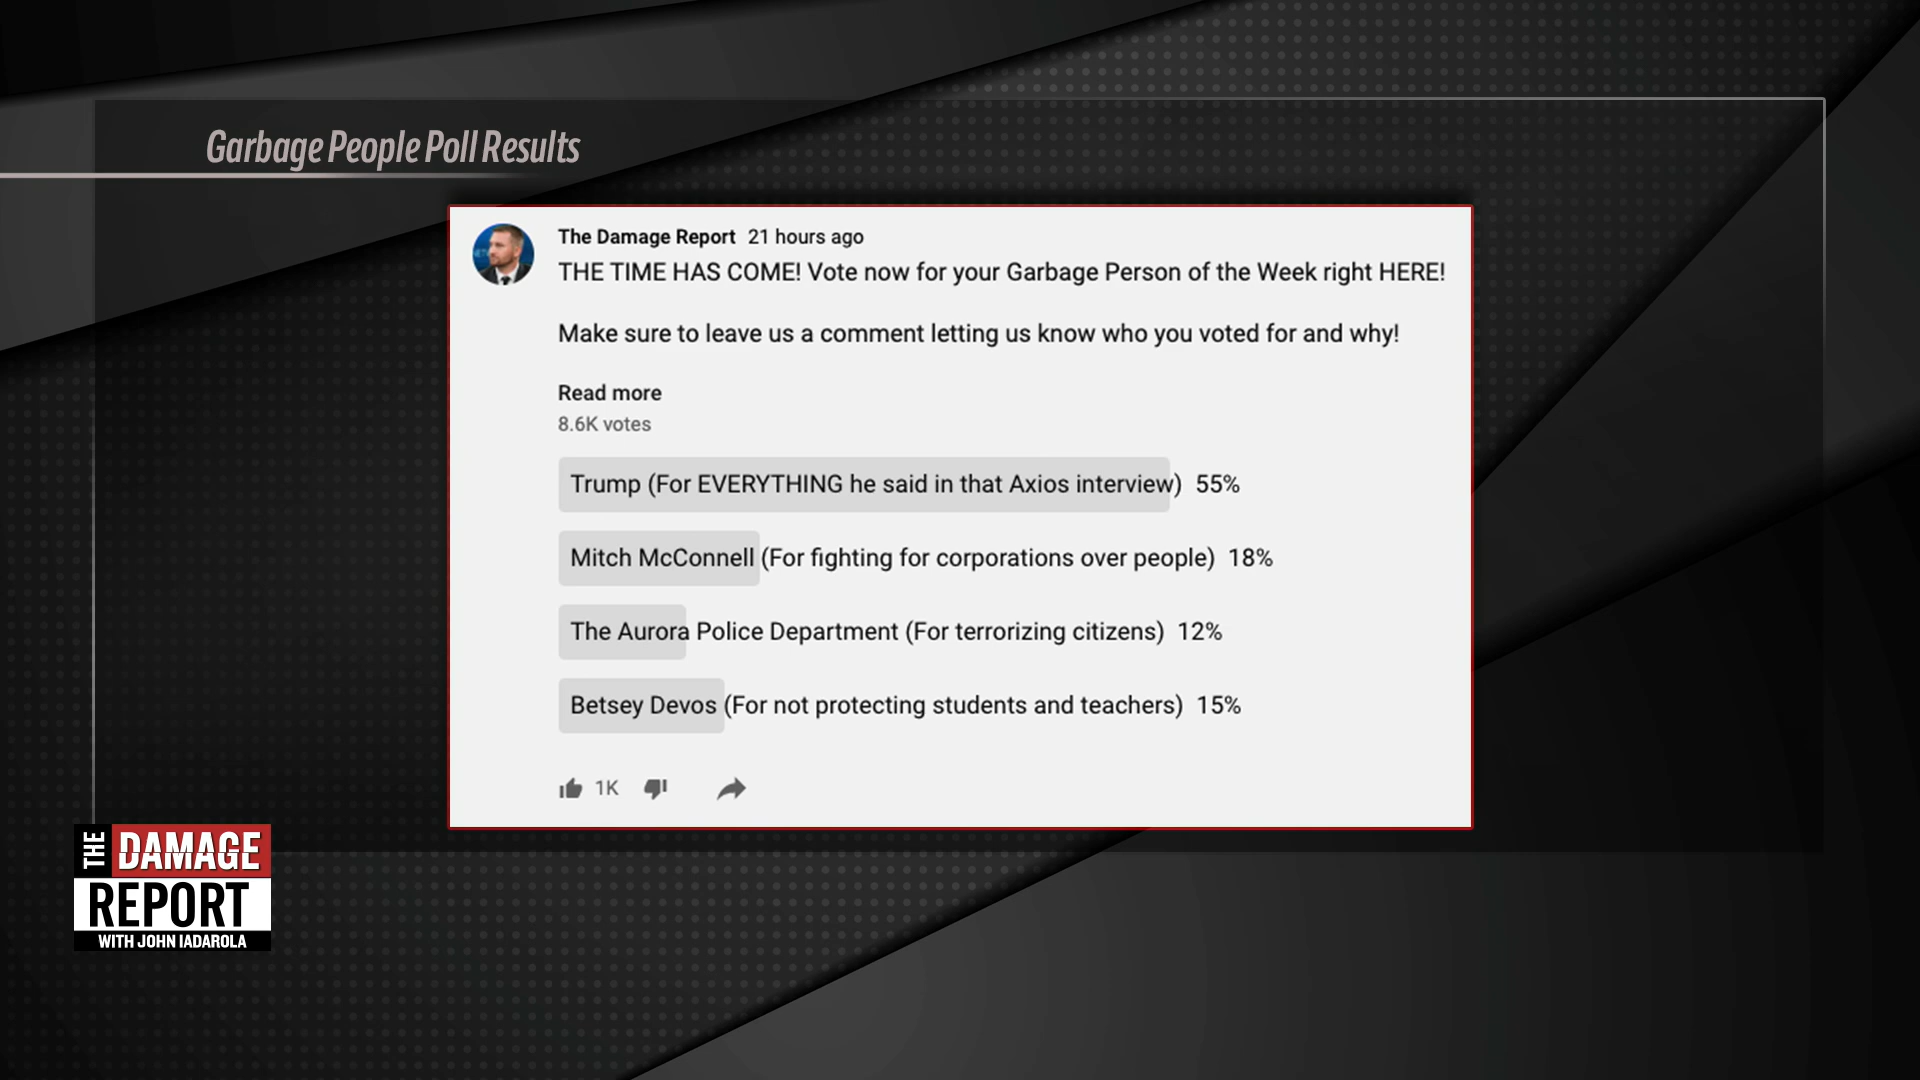 Garbage People Poll Results
The Damage Report 21 hours ago
THE TIME HAS COME! Vote now for your Garbage Person of the Week right HERE!
Make sure to leave us a comment letting us know who you voted for and why!
Read more
8.6K votes
Trump (For EVERYTHING he said in that Axios interview) 55%
Mitch McConnell (For fighting for corporations over people) 18%
The Aurora Police Department (For terrorizing citizens) 12%
Betsey Devos (For not protecting students and teachers) 15%
1K
THE DAMAGE
REPORT
WITH JOHN IADAROLA